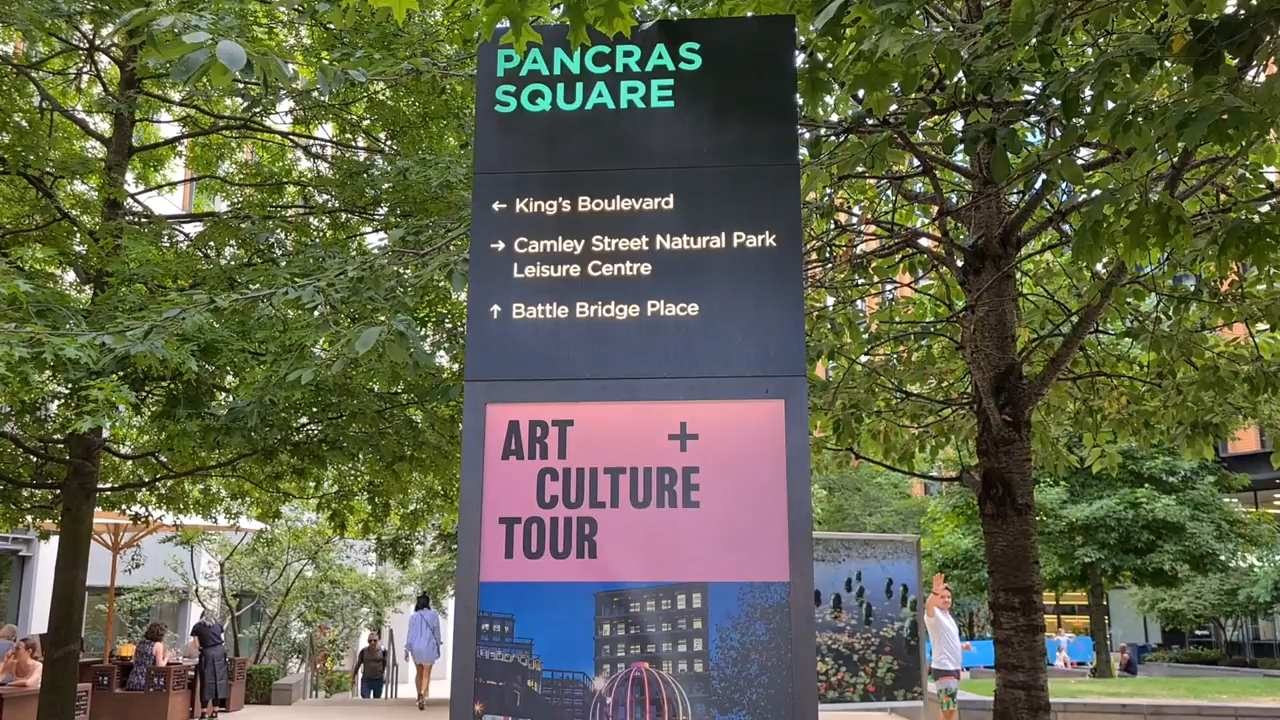 PANCRAS
SQUARE
← King's Boulevard
→ Camley Street Natural Park
Leisure Centre
↑ Battle Bridge Place
ART +
CULTURE
TOUR